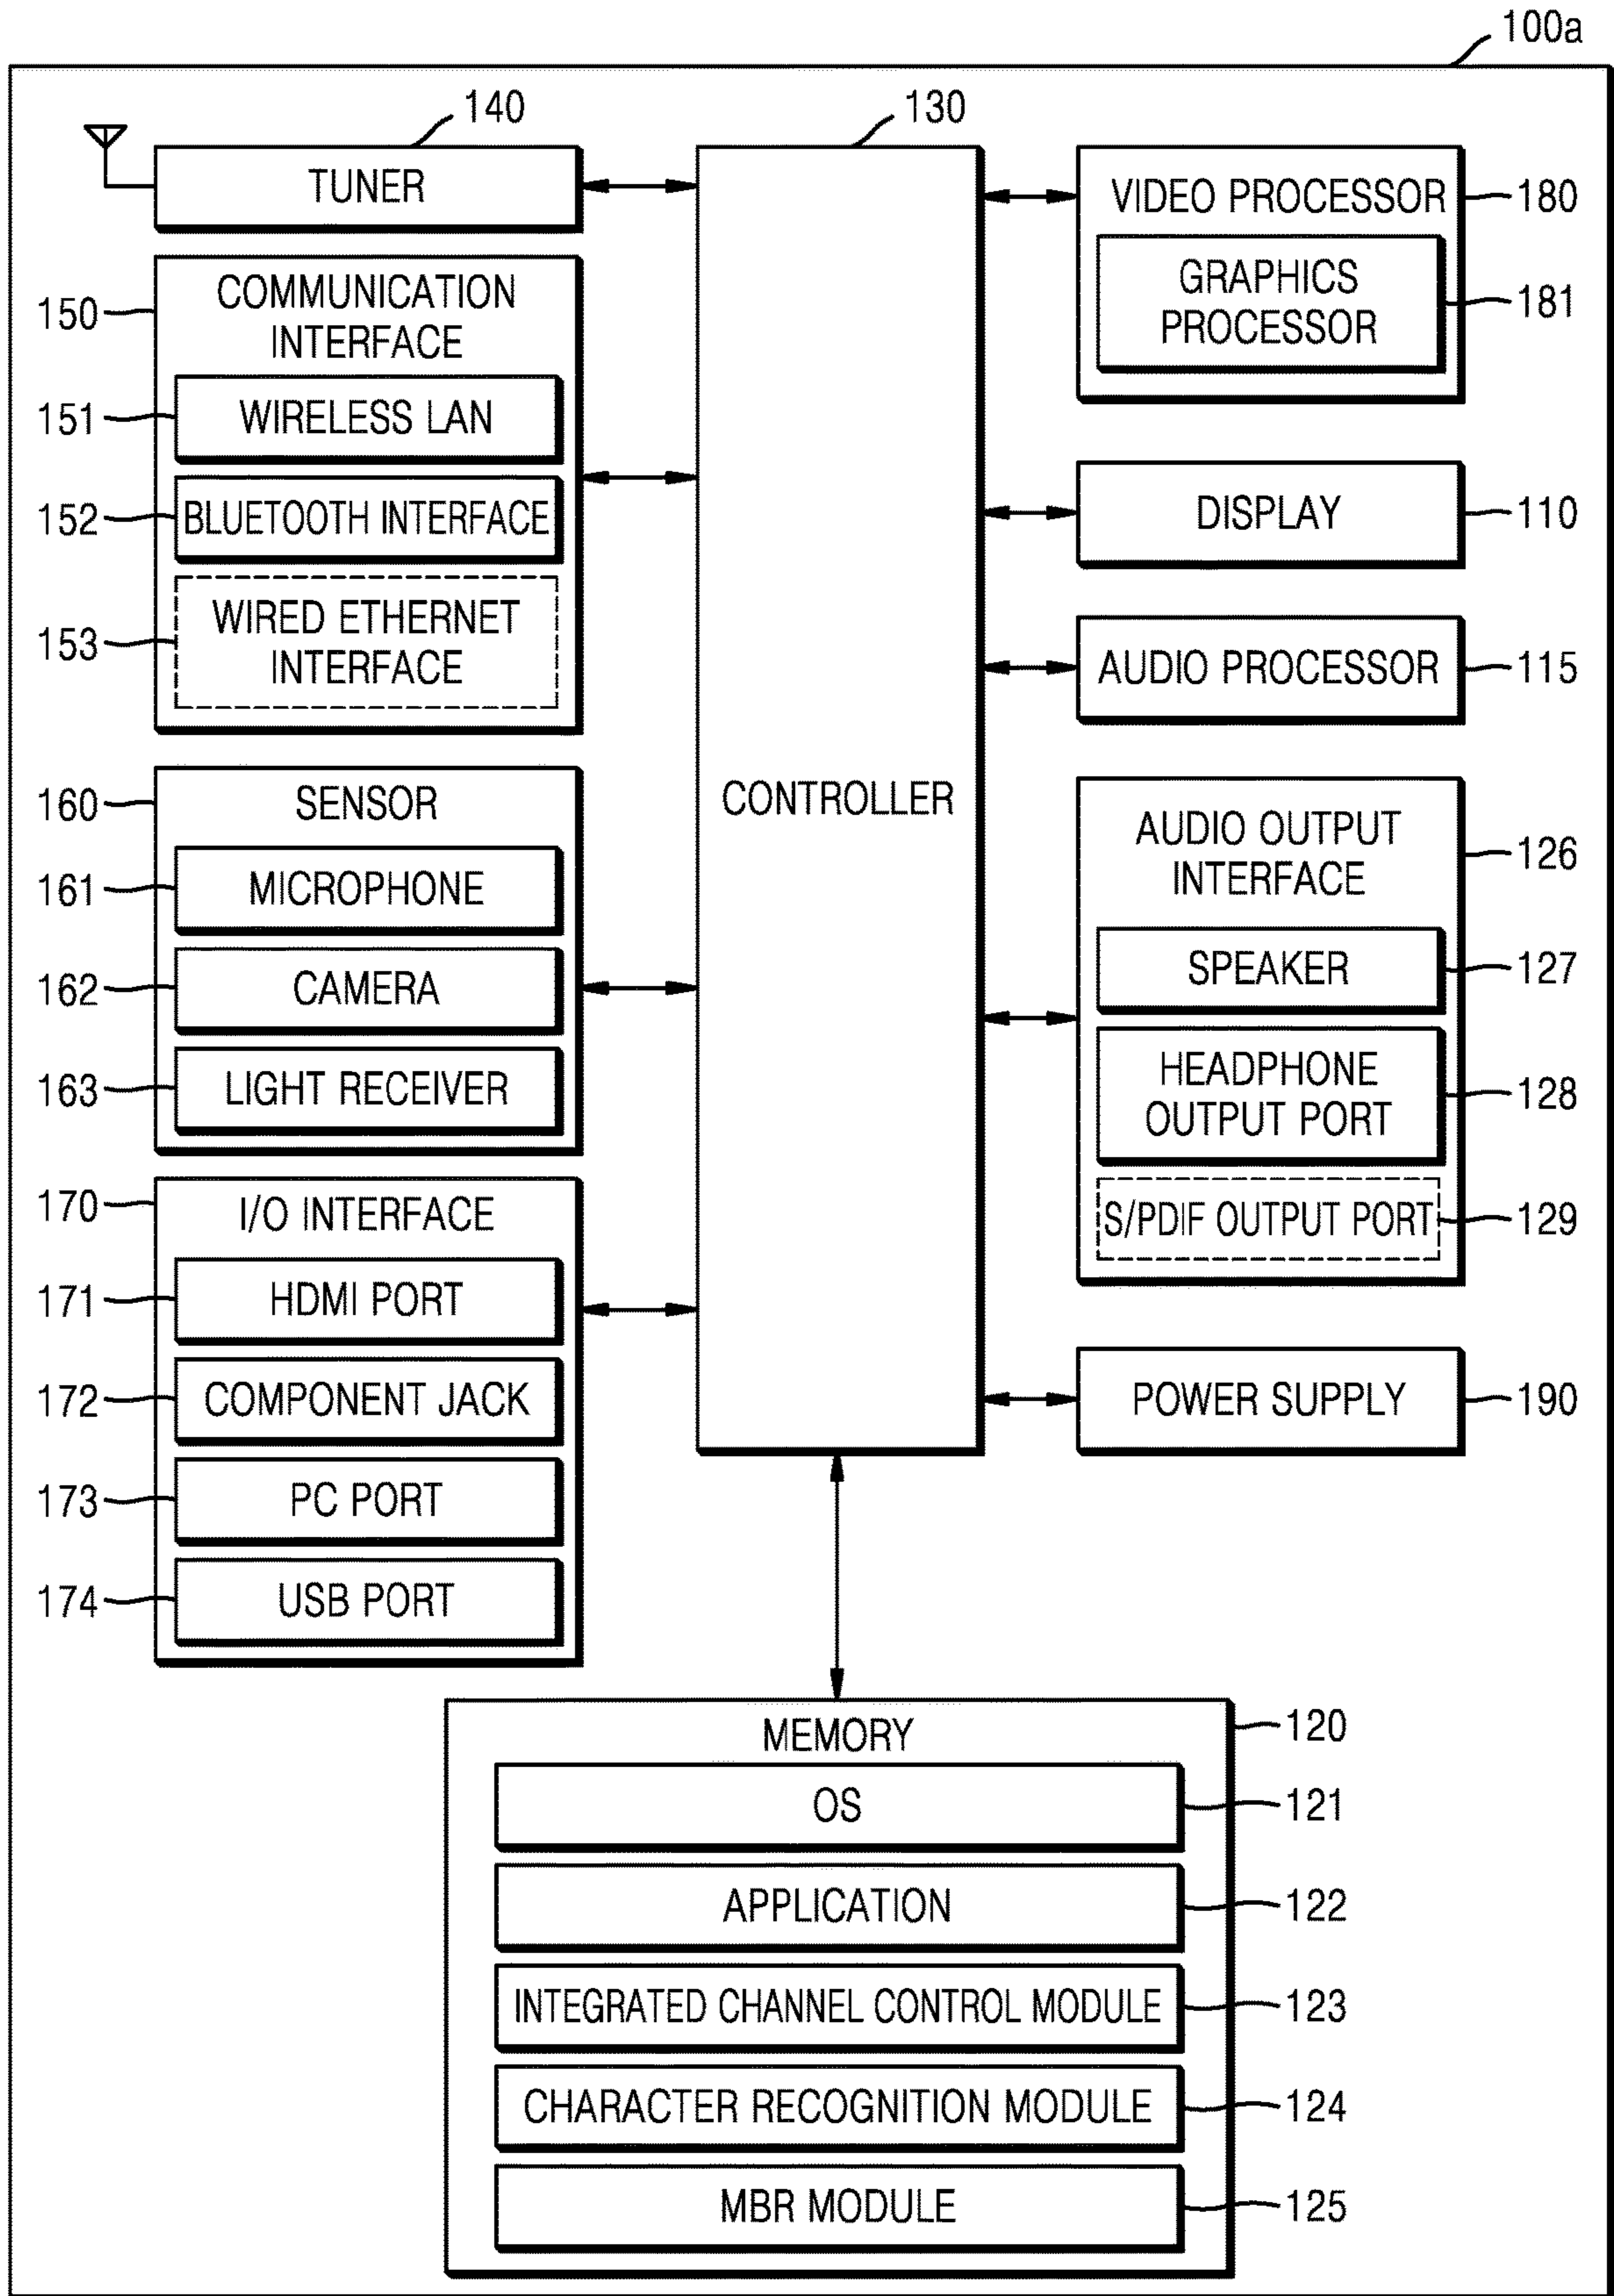 100a
140
TUNER
150
COMMUNICATION
INTERFACE
151
WIRELESS LAN
152
BLUETOOTH INTERFACE
153
WIRED ETHERNET
INTERFACE
160
SENSOR
161
MICROPHONE
162
CAMERA
163
LIGHT RECEIVER
170
I/O INTERFACE
171
HDMI PORT
172
COMPONENT JACK
173
PC PORT
174
USB PORT
130
CONTROLLER
VIDEO PROCESSOR
180
GRAPHICS
PROCESSOR
181
DISPLAY
110
AUDIO PROCESSOR
115
AUDIO OUTPUT
INTERFACE
126
SPEAKER
127
HEADPHONE
OUTPUT PORT
128
S/PDIF OUTPUT PORT
129
POWER SUPPLY
190
MEMORY
120
OS
121
APPLICATION
122
INTEGRATED CHANNEL CONTROL MODULE
123
CHARACTER RECOGNITION MODULE
124
MBR MODULE
125